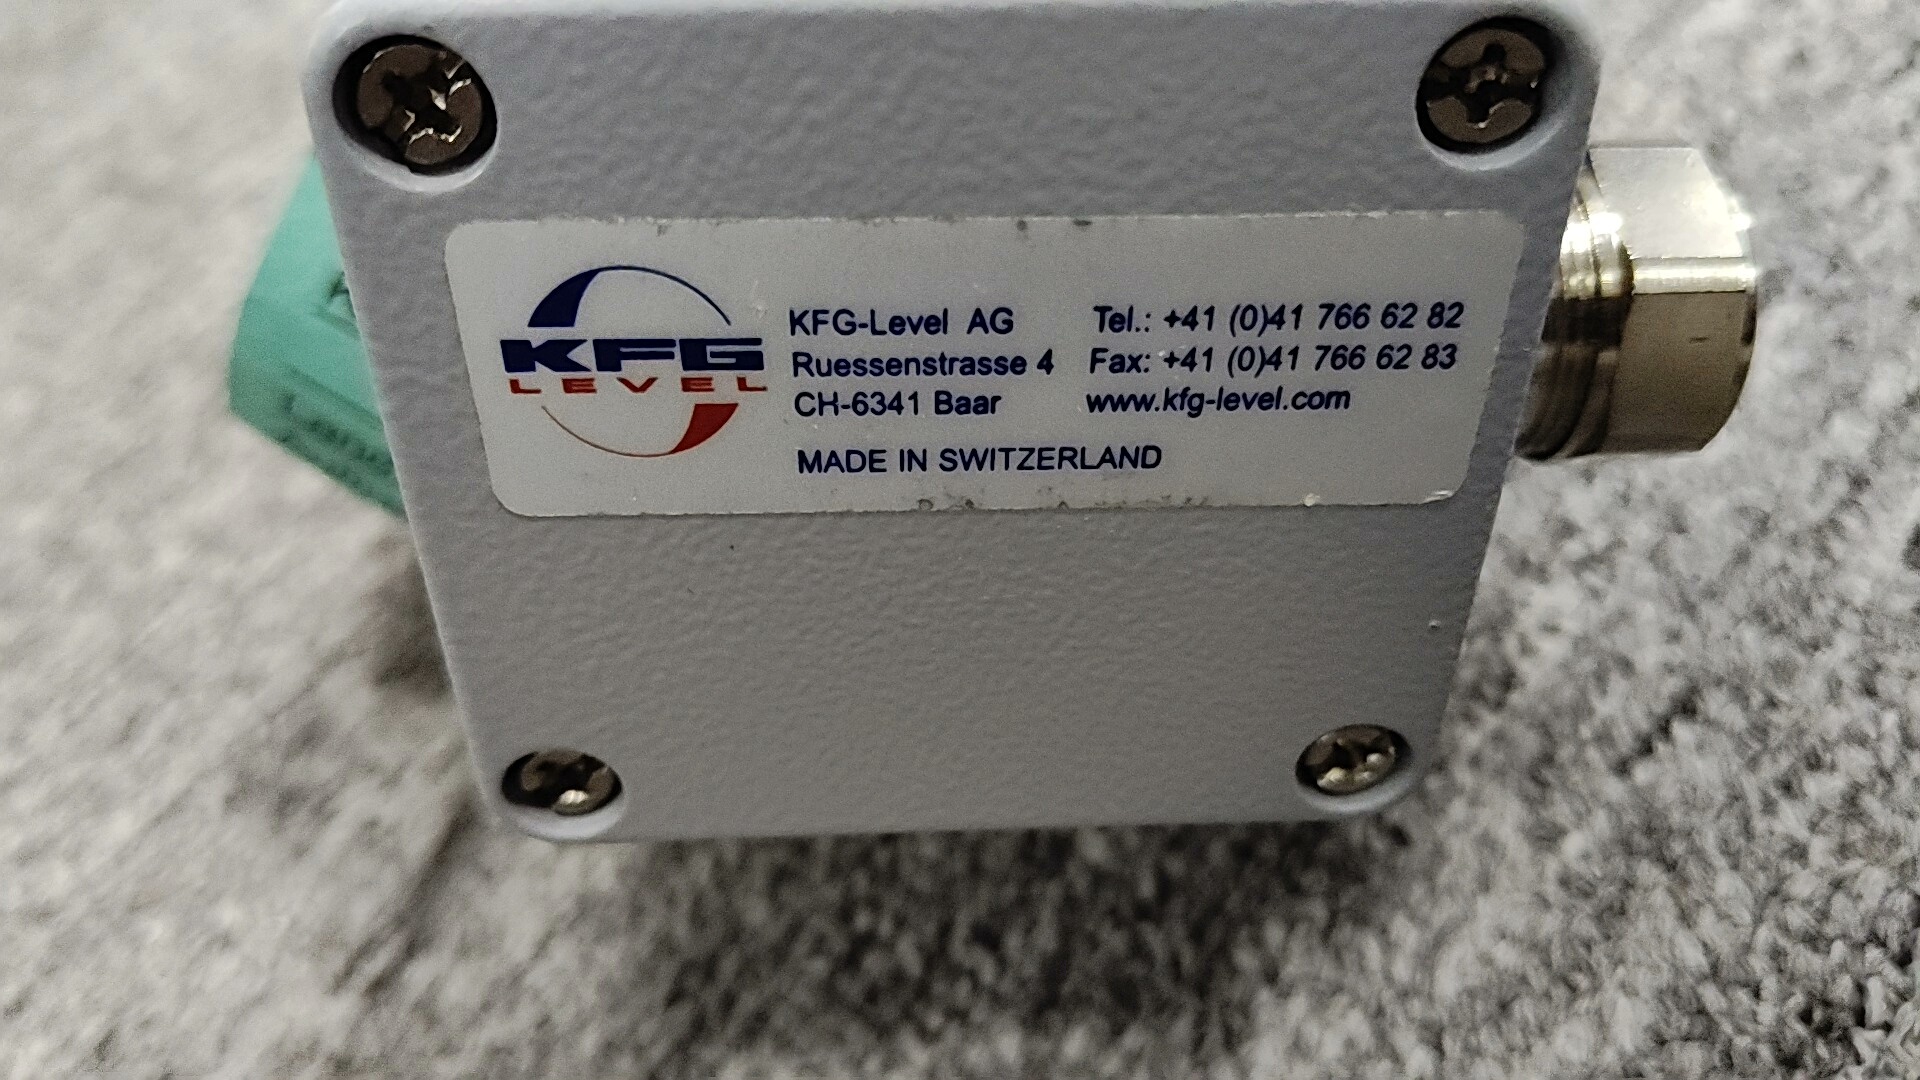 KFG
LEVEL
KFG-Level AG
Ruessenstrasse 4
CH-6341 Baar
MADE IN SWITZERLAND
Tel.: +41 (0)41 766 62 82
Fax: +41 (0)41 766 62 83
www.kfg-level.com